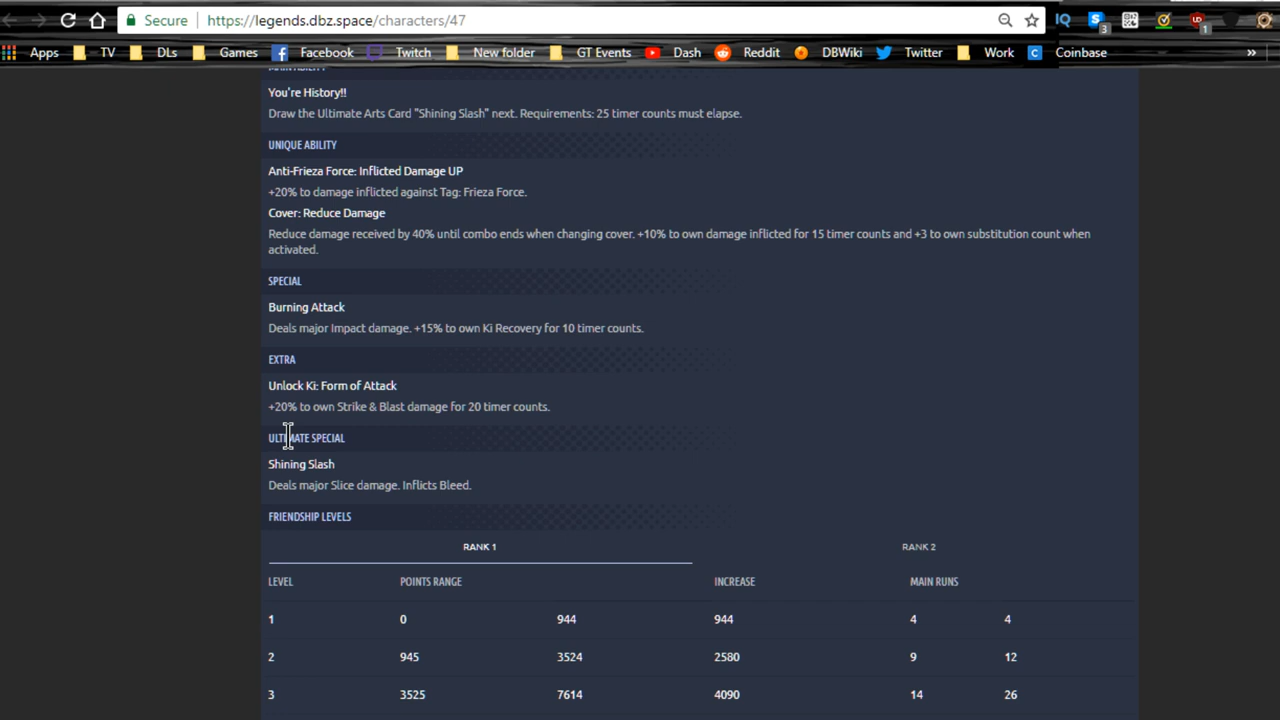 Secure https://legends.dbz.space/characters/47
IQ 3 UD 1
Apps TV DLs Games Facebook Twitch New folder GT Events Dash Reddit DBWiki Twitter Work C Coinbase »
MAIN ABILITY
You're History!!
Draw the Ultimate Arts Card "Shining Slash" next. Requirements: 25 timer counts must elapse.
UNIQUE ABILITY
Anti-Frieza Force: Inflicted Damage UP
+20% to damage inflicted against Tag: Frieza Force.
Cover: Reduce Damage
Reduce damage received by 40% until combo ends when changing cover. +10% to own damage inflicted for 15 timer counts and +3 to own substitution count when
activated.
SPECIAL
Burning Attack
Deals major Impact damage. +15% to own Ki Recovery for 10 timer counts.
EXTRA
Unlock Ki: Form of Attack
+20% to own Strike & Blast damage for 20 timer counts.
ULTIMATE SPECIAL
Shining Slash
Deals major Slice damage. Inflicts Bleed.
FRIENDSHIP LEVELS
RANK 1 RANK 2
LEVEL POINTS RANGE INCREASE MAIN RUNS
1 0 944 944 4 4
2 945 3524 2580 9 12
3 3525 7614 4090 14 26